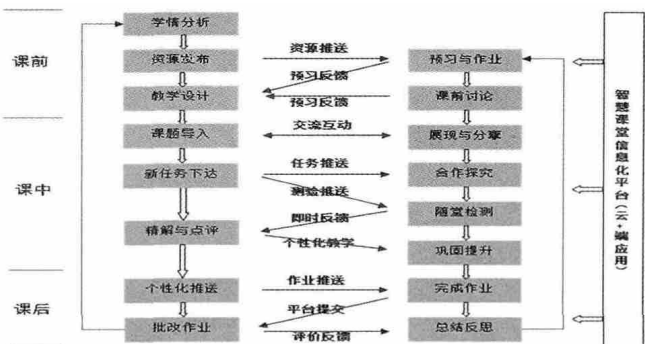 学情分析
资源推送
课前
资源发布
预习与作业
预习反馈
教学设计
课前讨论
预习反馈
交流互动
课题导入
展现与分享
任务推送
课中
新任务下达
合作探究
测验推送
随堂检测
即时反馈
精解与点评
个性化教学
巩固提升
作业推送
个性化推送
完成作业
课后
平台提交
批改作业
总结反思
评价反馈
智慧课堂信息化平台(云+端应用)